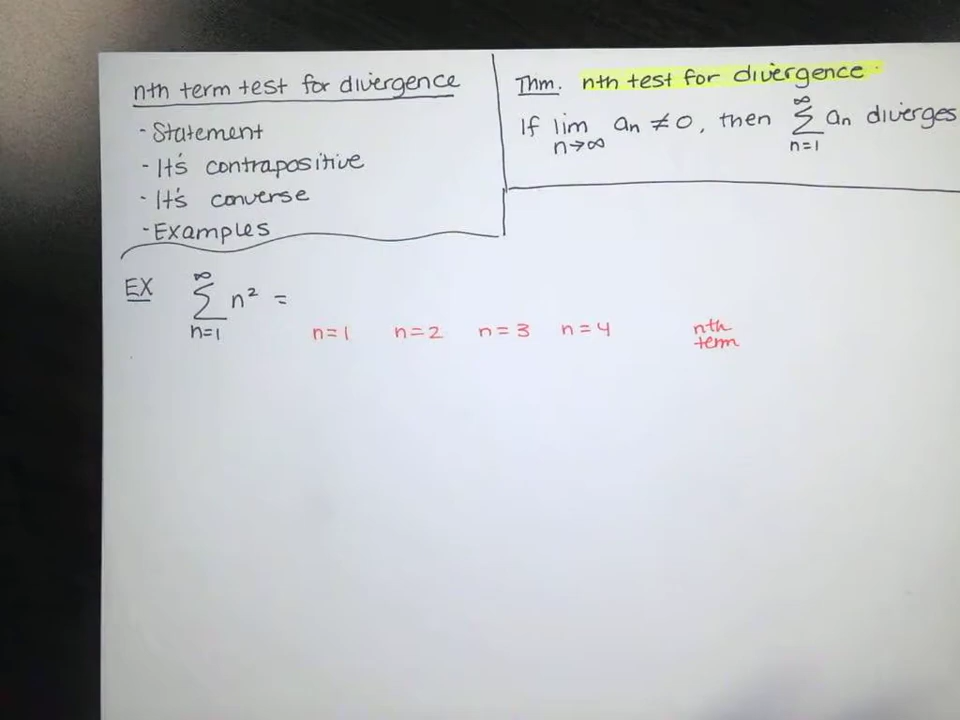 nth term test for divergence
- Statement
- It's contrapositive
- It's converse
- Examples
Thm. nth test for divergence.
If lim n→∞ an ≠ 0, then ∞ Σ n=1 an diverges
EX ∞ Σ n=1 n² =
n=1 n=2 n=3 n=4 nth term